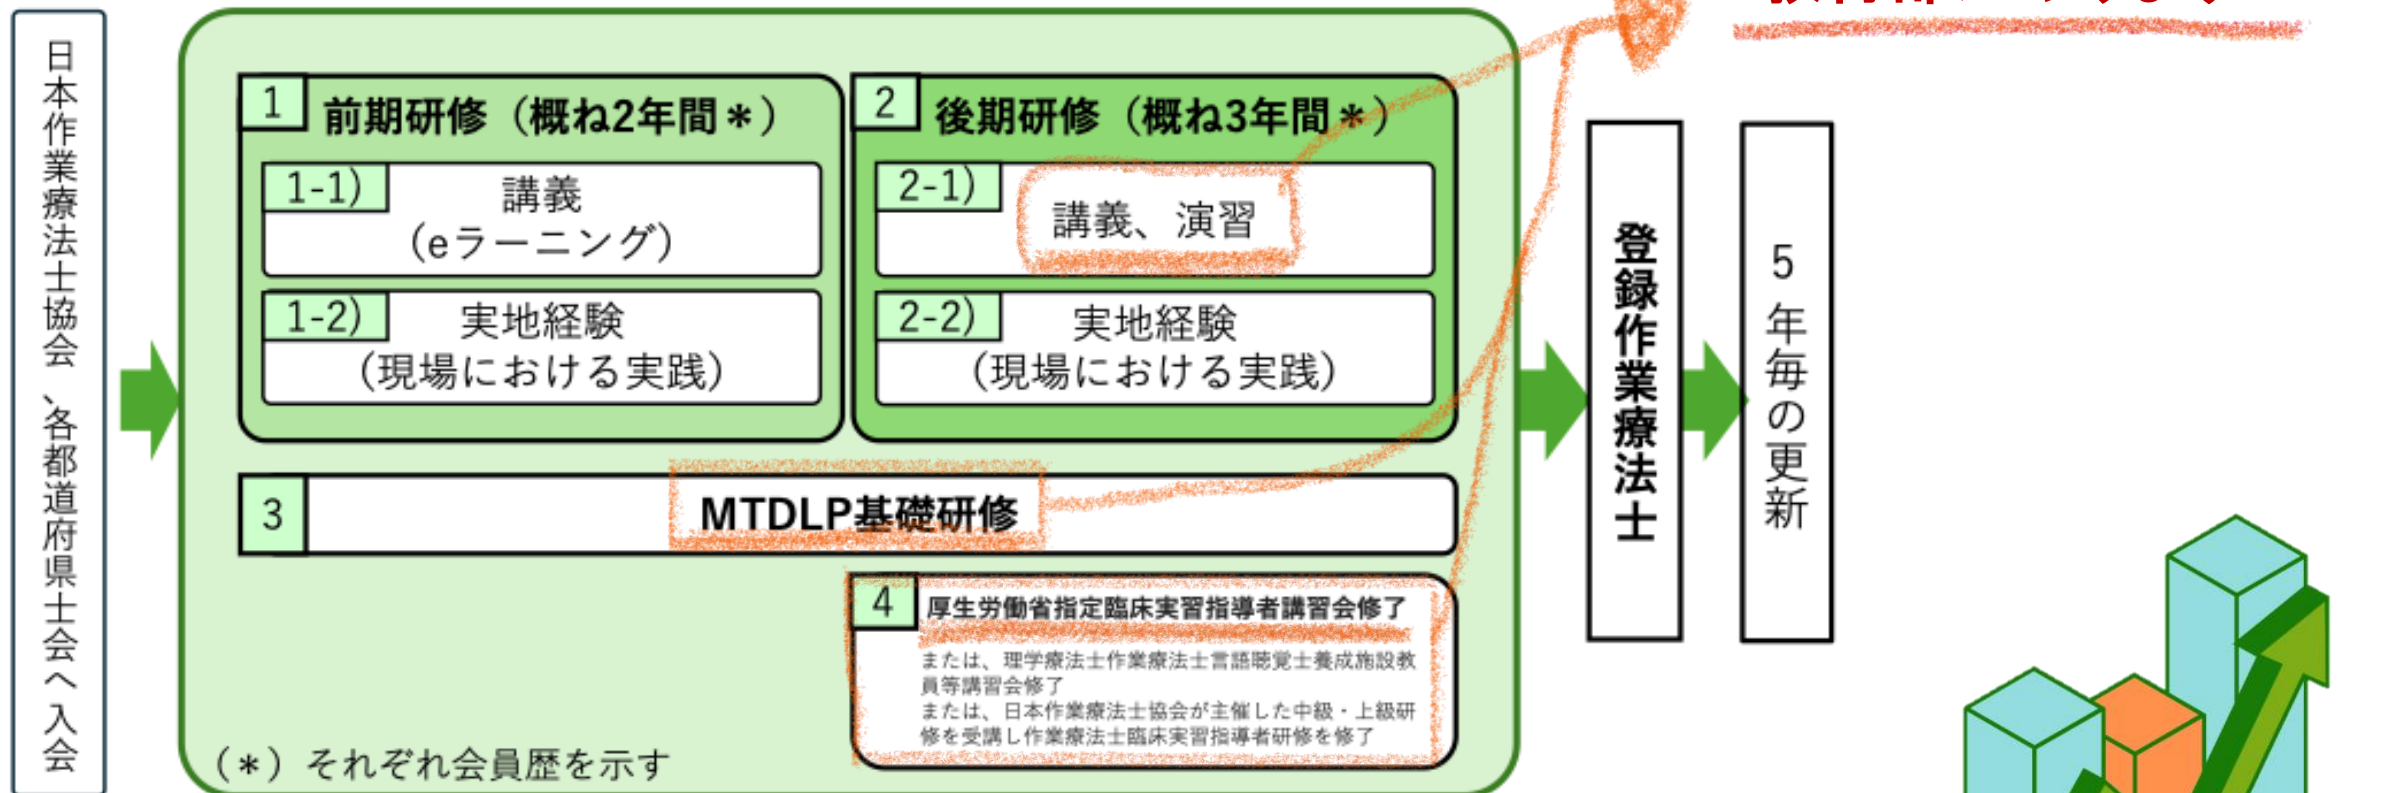 日本作業療法士協会、各都道府県士会へ入会
1 前期研修（概ね2年間＊）
1-1) 講義
（eラーニング）
1-2) 実地経験
（現場における実践）
2 後期研修（概ね3年間＊）
2-1) 講義、演習
2-2) 実地経験
（現場における実践）
3 MTDLP基礎研修
4 厚生労働省指定臨床実習指導者講習会修了
または、理学療法士作業療法士言語聴覚士養成施設教
員等講習会修了
または、日本作業療法士協会が主催した中級・上級研
修を受講し作業療法士臨床実習指導者研修を修了
（＊）それぞれ会員歴を示す
登録作業療法士
5年毎の更新